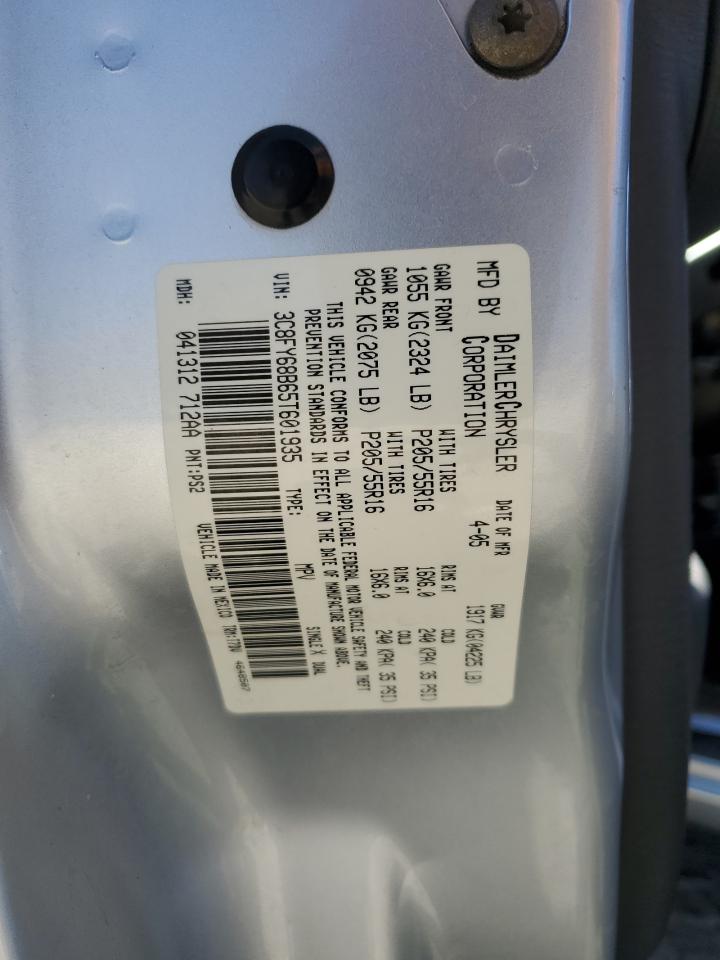 MFD BY DAIMLERCHRYSLER CORPORATION
DATE OF MFR 4-05
GVWR 1917 KG(04225 LB)
GAWR FRONT WITH TIRES RIMS AT COLD
1055 KG(2324 LB) P205/55R16 16X6.0 240 KPA( 35 PSI)
GAWR REAR WITH TIRES RIMS AT COLD
0942 KG(2075 LB) P205/55R16 16X6.0 240 KPA( 35 PSI)
THIS VEHICLE CONFORMS TO ALL APPLICABLE FEDERAL MOTOR VEHICLE SAFETY AND THEFT
PREVENTION STANDARDS IN EFFECT ON THE DATE OF MANUFACTURE SHOWN ABOVE.
VIN: 3C8FY68B65T601935 TYPE: MPV SINGLE X DUAL
MDH: 041312 712AA PNT:PS2 VEHICLE MADE IN MEXICO 4648507